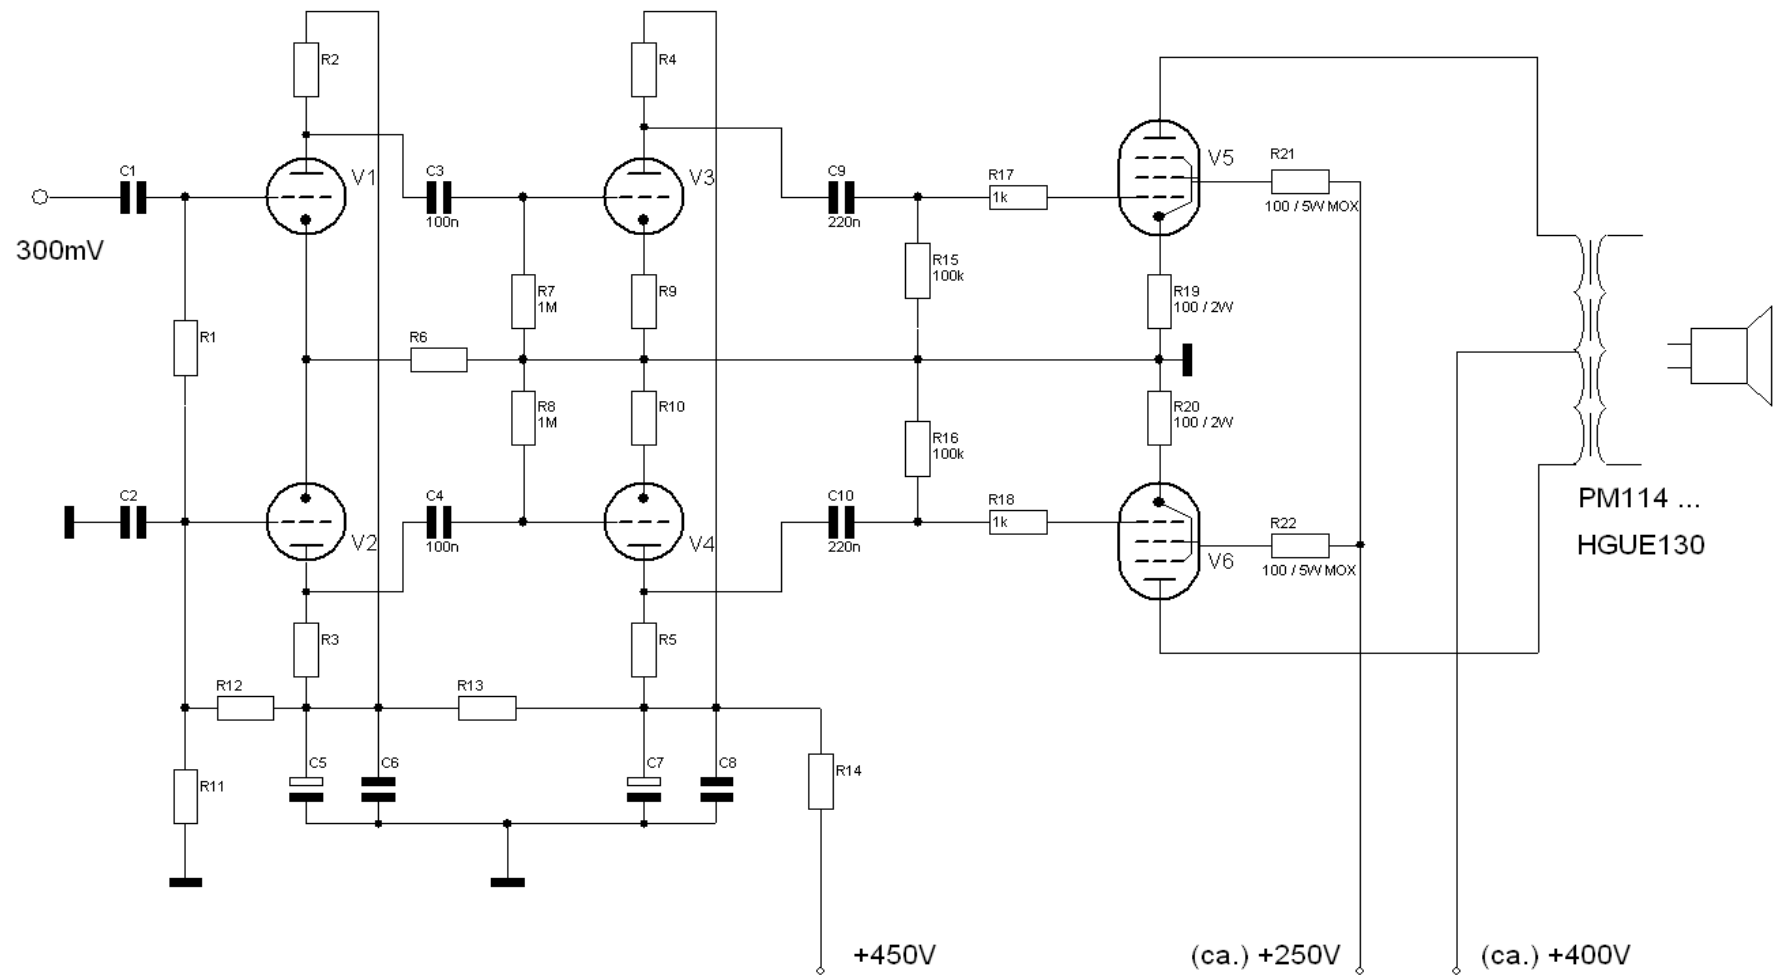 R2
R4
C1
V1
C3
100n
V3
C9
220n
R17
1k
V5
R21
100 / 5W MOX
300mV
R1
R7
1M
R9
R15
100k
R19
100 / 2W
R6
R8
1M
R10
R16
100k
R20
100 / 2W
C2
V2
C4
100n
V4
C10
220n
R18
1k
V6
R22
100 / 5W MOX
PM114 ...
HGUE130
R3
R5
R12
R13
C5
C6
C7
C8
R11
R14
+450V
(ca.) +250V
(ca.) +400V